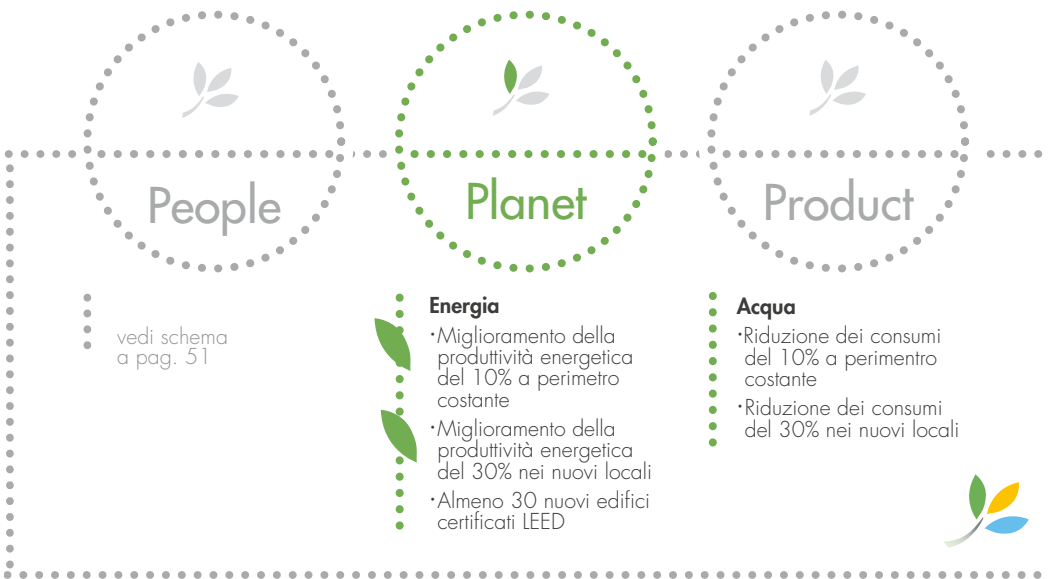 People
Planet
Product
vedi schema
a pag. 51
Energia
·Miglioramento della
produttività energetica
del 10% a perimetro
costante
·Miglioramento della
produttività energetica
del 30% nei nuovi locali
·Almeno 30 nuovi edifici
certificati LEED
Acqua
·Riduzione dei consumi
del 10% a perimentro
costante
·Riduzione dei consumi
del 30% nei nuovi locali